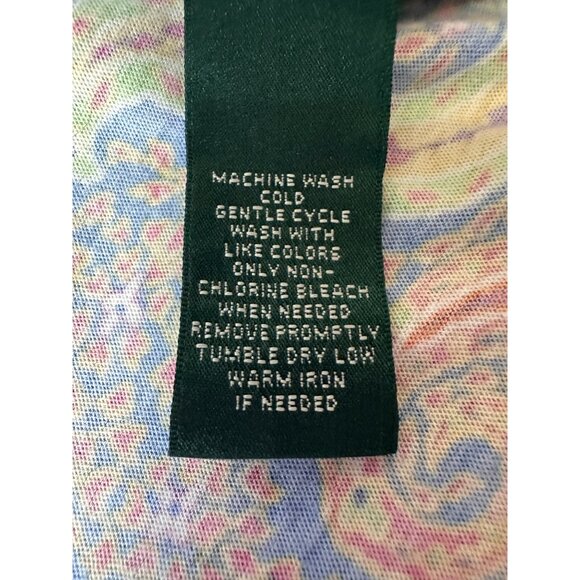 MACHINE WASH
COLD
GENTLE CYCLE
WASH WITH
LIKE COLORS
ONLY NON-
CHLORINE BLEACH
WHEN NEEDED
REMOVE PROMPTLY
TUMBLE DRY LOW
WARM IRON
IF NEEDED